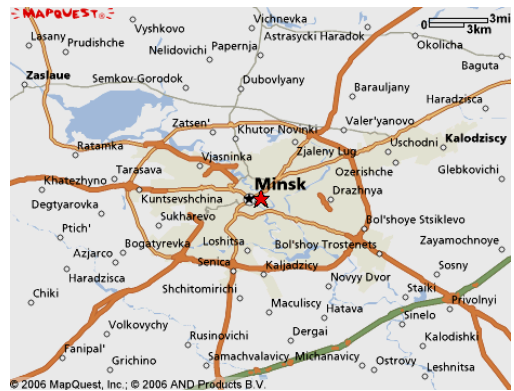 MAPQUEST
3mi
3km
Vyshkovo
Vichnevka
Lasany
Prudishche
Papernja
Astrasycki Haradok
Okolicha
Nelidovichi
Baguta
Zaslaue
Semkov-Gorodok
Dubovlyany
Barauljany
Haradzisca
Zatsen'
Khutor Novinki
Valer'yanovo
Ratamka
Zjaleny Lug
Uschodni
Kalodziscy
Vjasninka
Tarasava
Ozerishche
Glebkovichi
Khatezhyno
Minsk
Drazhnya
Kuntsevshchina
Degtyarovka
Sukharevo
Bol'shoye Stsiklevo
Ptich'
Bogatyrevka
Loshitsa
Bol'shoy Trostenets
Zayamochnoye
Azjarco
Senica
Kaljadzicy
Sosny
Haradzisca
Novyy Dvor
Chiki
Shchitomirichi
Staiki
Maculiscy
Hatava
Privolnyi
Volkovychy
Sinelo
Rusinovichi
Dergai
Kalodishki
Fanipal'
Grichino
Samachvalavicy
Michanavicy
Ostrovy
Leshnitsa
© 2006 MapQuest, Inc.; © 2006 AND Products B.V.